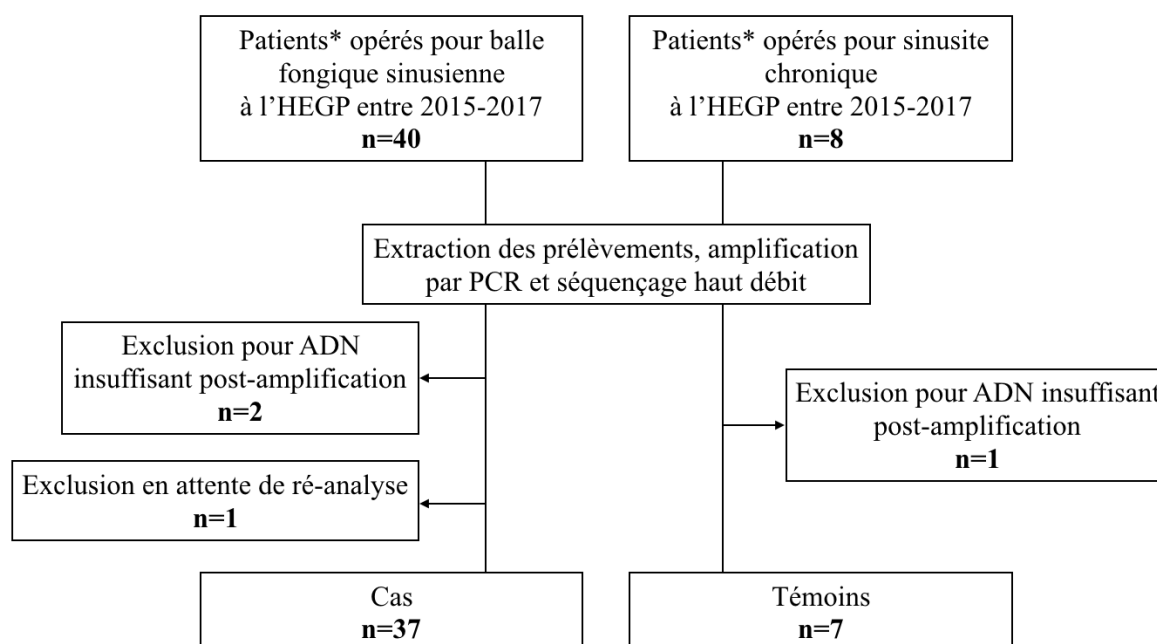 Patients* opérés pour balle
fongique sinusienne
à l'HEGP entre 2015-2017
n=40
Patients* opérés pour sinusite
chronique
à l'HEGP entre 2015-2017
n=8
Extraction des prélèvements, amplification
par PCR et séquençage haut débit
Exclusion pour ADN
insuffisant post-amplification
n=2
Exclusion pour ADN insuffisant
post-amplification
n=1
Exclusion en attente de ré-analyse
n=1
Cas
n=37
Témoins
n=7